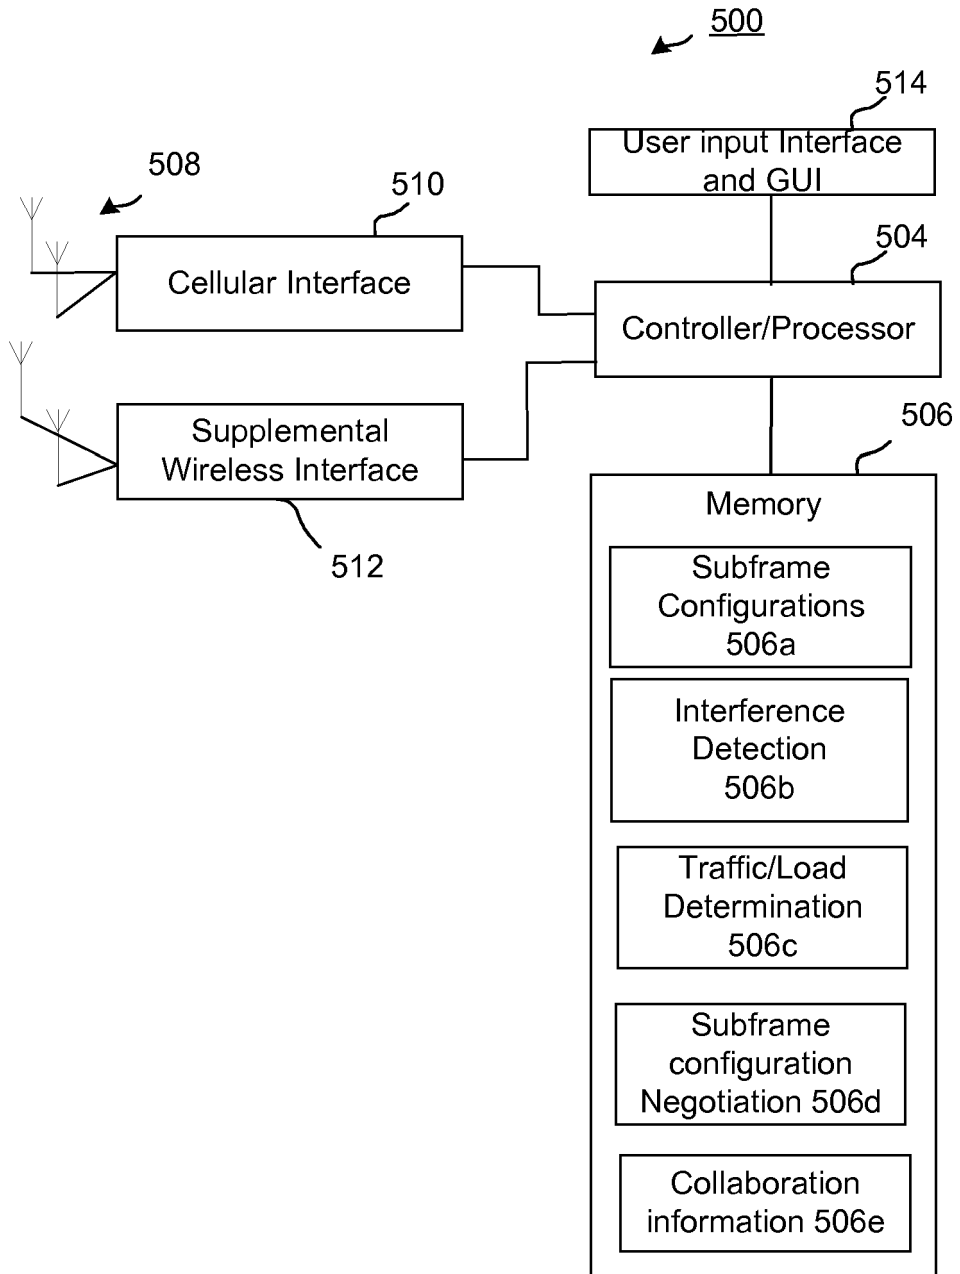 500
514
User input Interface
and GUI
508
510
504
Cellular Interface
Controller/Processor
506
Supplemental
Wireless Interface
512
Memory
Subframe
Configurations
506a
Interference
Detection
506b
Traffic/Load
Determination
506c
Subframe
configuration
Negotiation 506d
Collaboration
information 506e